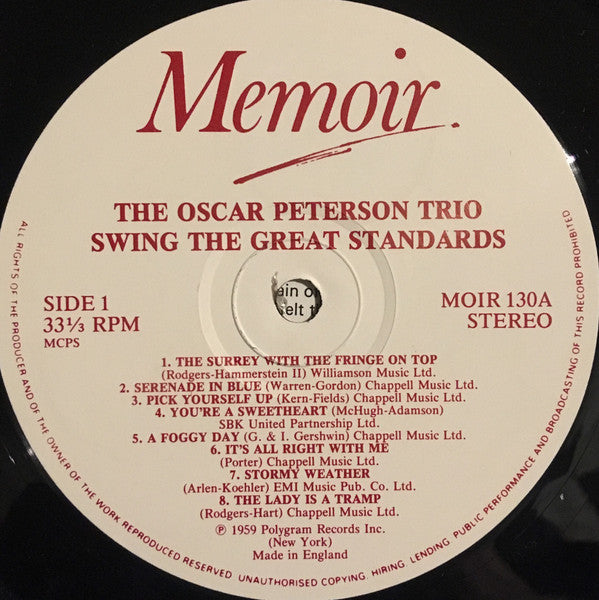 Memoir.
THE OSCAR PETERSON TRIO
SWING THE GREAT STANDARDS
SIDE 1
33⅓ RPM
MCPS
MOIR 130A
STEREO
ain o
elt t
1. THE SURREY WITH THE FRINGE ON TOP
(Rodgers-Hammerstein II) Williamson Music Ltd.
2. SERENADE IN BLUE (Warren-Gordon) Chappell Music Ltd.
3. PICK YOURSELF UP (Kern-Fields) Chappell Music Ltd.
4. YOU'RE A SWEETHEART (McHugh-Adamson)
SBK United Partnership Ltd.
5. A FOGGY DAY (G. & I. Gershwin) Chappell Music Ltd.
6. IT'S ALL RIGHT WITH ME
(Porter) Chappell Music Ltd.
7. STORMY WEATHER
(Arlen-Koehler) EMI Music Pub. Co. Ltd.
8. THE LADY IS A TRAMP
(Rodgers-Hart) Chappell Music Ltd.
℗ 1959 Polygram Records Inc.
(New York)
Made in England
ALL RIGHTS OF THE PRODUCER AND OF THE OWNER OF THE WORK REPRODUCED RESERVED. UNAUTHORISED COPYING, HIRING, LENDING, PUBLIC PERFORMANCE AND BROADCASTING OF THIS RECORD PROHIBITED